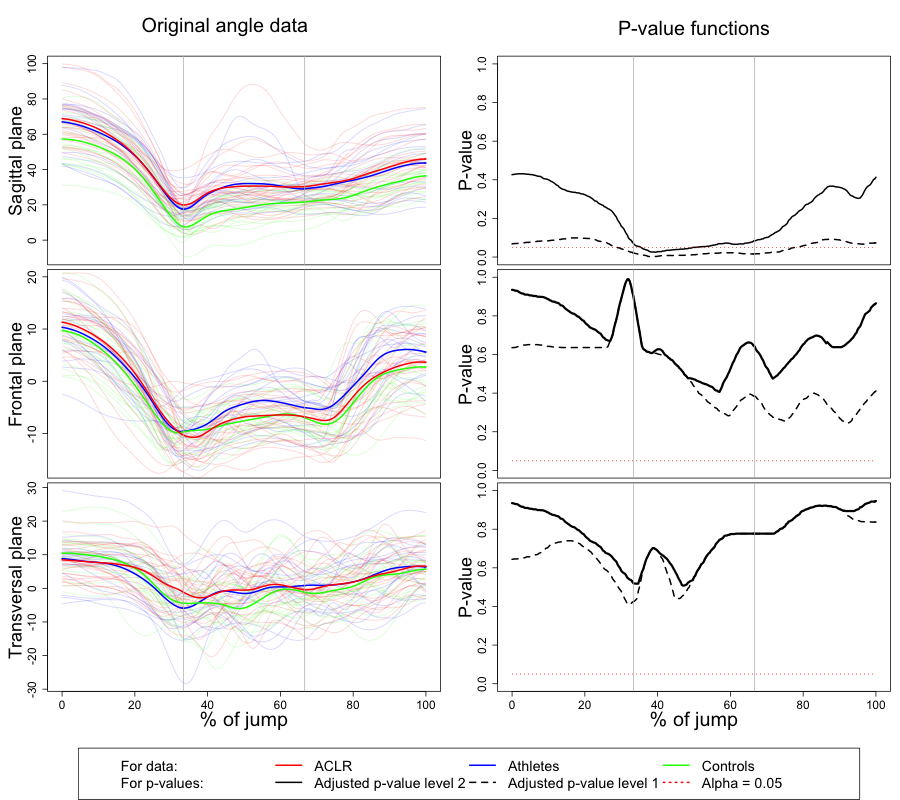 Original angle data
P-value functions
Sagittal plane
0 20 40 60 80 100
P-value
0.0 0.2 0.4 0.6 0.8 1.0
Frontal plane
-10 0 10 20
P-value
0.0 0.2 0.4 0.6 0.8 1.0
Transversal plane
-30 -20 -10 0 10 20 30
P-value
0.0 0.2 0.4 0.6 0.8 1.0
0 20 40 60 80 100
% of jump
0 20 40 60 80 100
% of jump
For data: ACLR Athletes Controls
For p-values: Adjusted p-value level 2 Adjusted p-value level 1 Alpha = 0.05